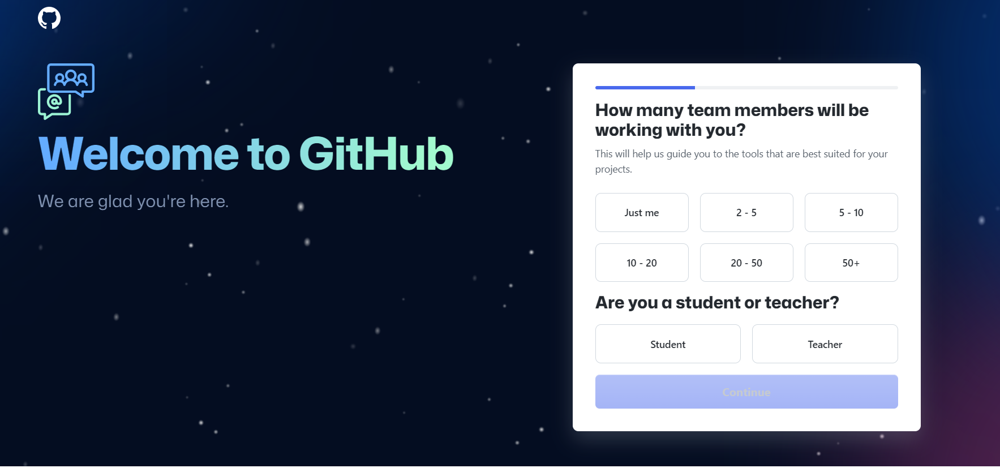 Welcome to GitHub
We are glad you're here.
How many team members will be
working with you?
This will help us guide you to the tools that are best suited for your
projects.
Just me
2 - 5
5 - 10
10 - 20
20 - 50
50+
Are you a student or teacher?
Student
Teacher
Continue